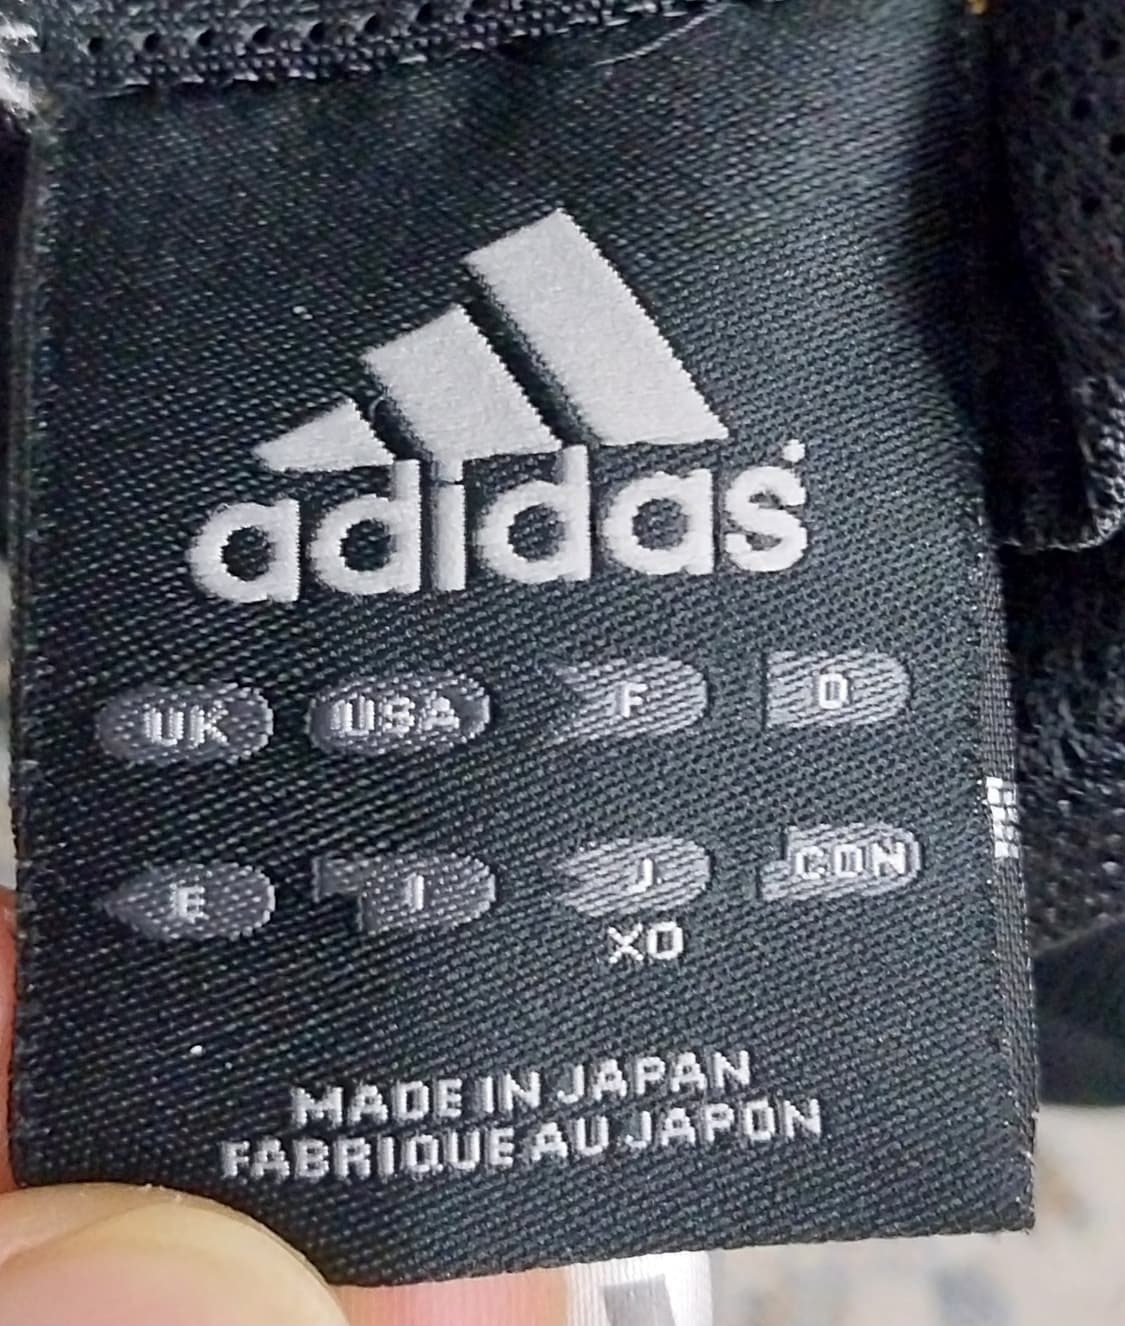 adidas
UK USA F D
E I J CON
XO
MADE IN JAPAN
FABRIQUE AU JAPON